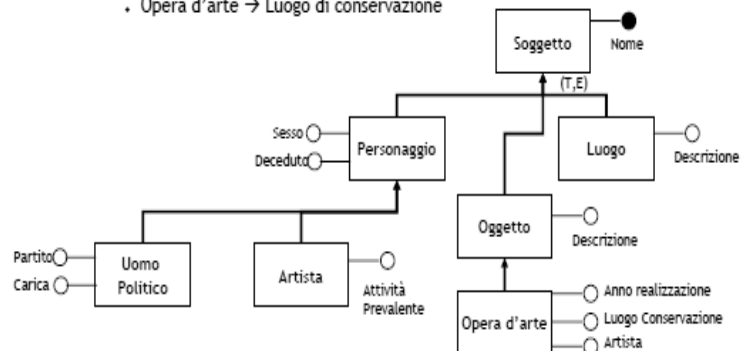 . Opera d'arte → Luogo di conservazione
Soggetto
Nome
(T,E)
Sesso
Deceduto
Personaggio
Luogo
Descrizione
Oggetto
Descrizione
Partito
Carica
Uomo
Politico
Artista
Attività
Prevalente
Opera d'arte
Anno realizzazione
Luogo Conservazione
Artista